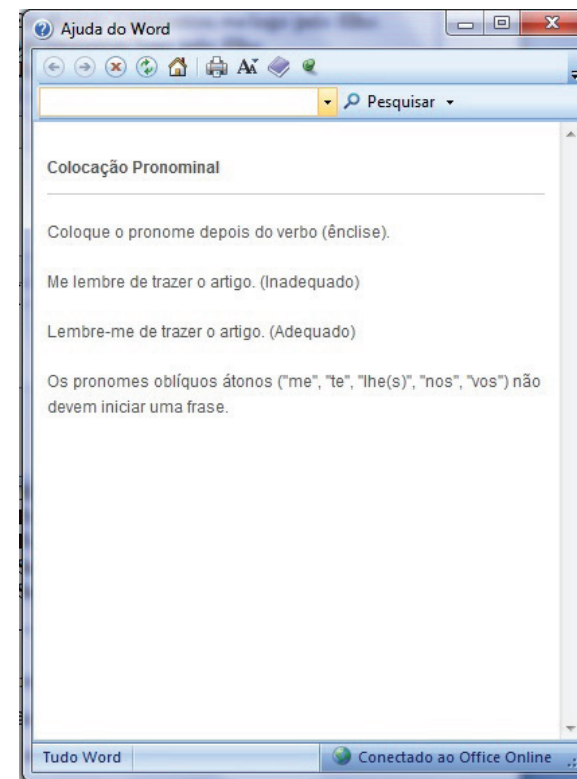 Ajuda do Word
Pesquisar
Colocação Pronominal
Coloque o pronome depois do verbo (ênclise).
Me lembre de trazer o artigo. (Inadequado)
Lembre-me de trazer o artigo. (Adequado)
Os pronomes oblíquos átonos ("me", "te", "lhe(s)", "nos", "vos") não
devem iniciar uma frase.
Tudo Word
Conectado ao Office Online